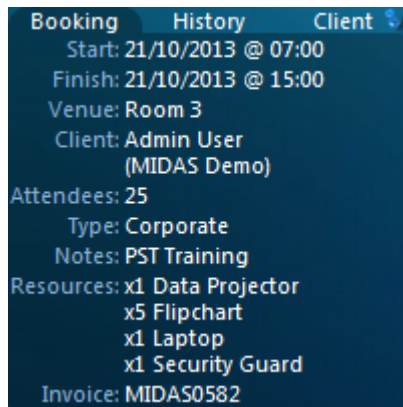 Booking History Client
Start: 21/10/2013 @ 07:00
Finish: 21/10/2013 @ 15:00
Venue: Room 3
Client: Admin User
(MIDAS Demo)
Attendees: 25
Type: Corporate
Notes: PST Training
Resources: x1 Data Projector
x5 Flipchart
x1 Laptop
x1 Security Guard
Invoice: MIDAS0582